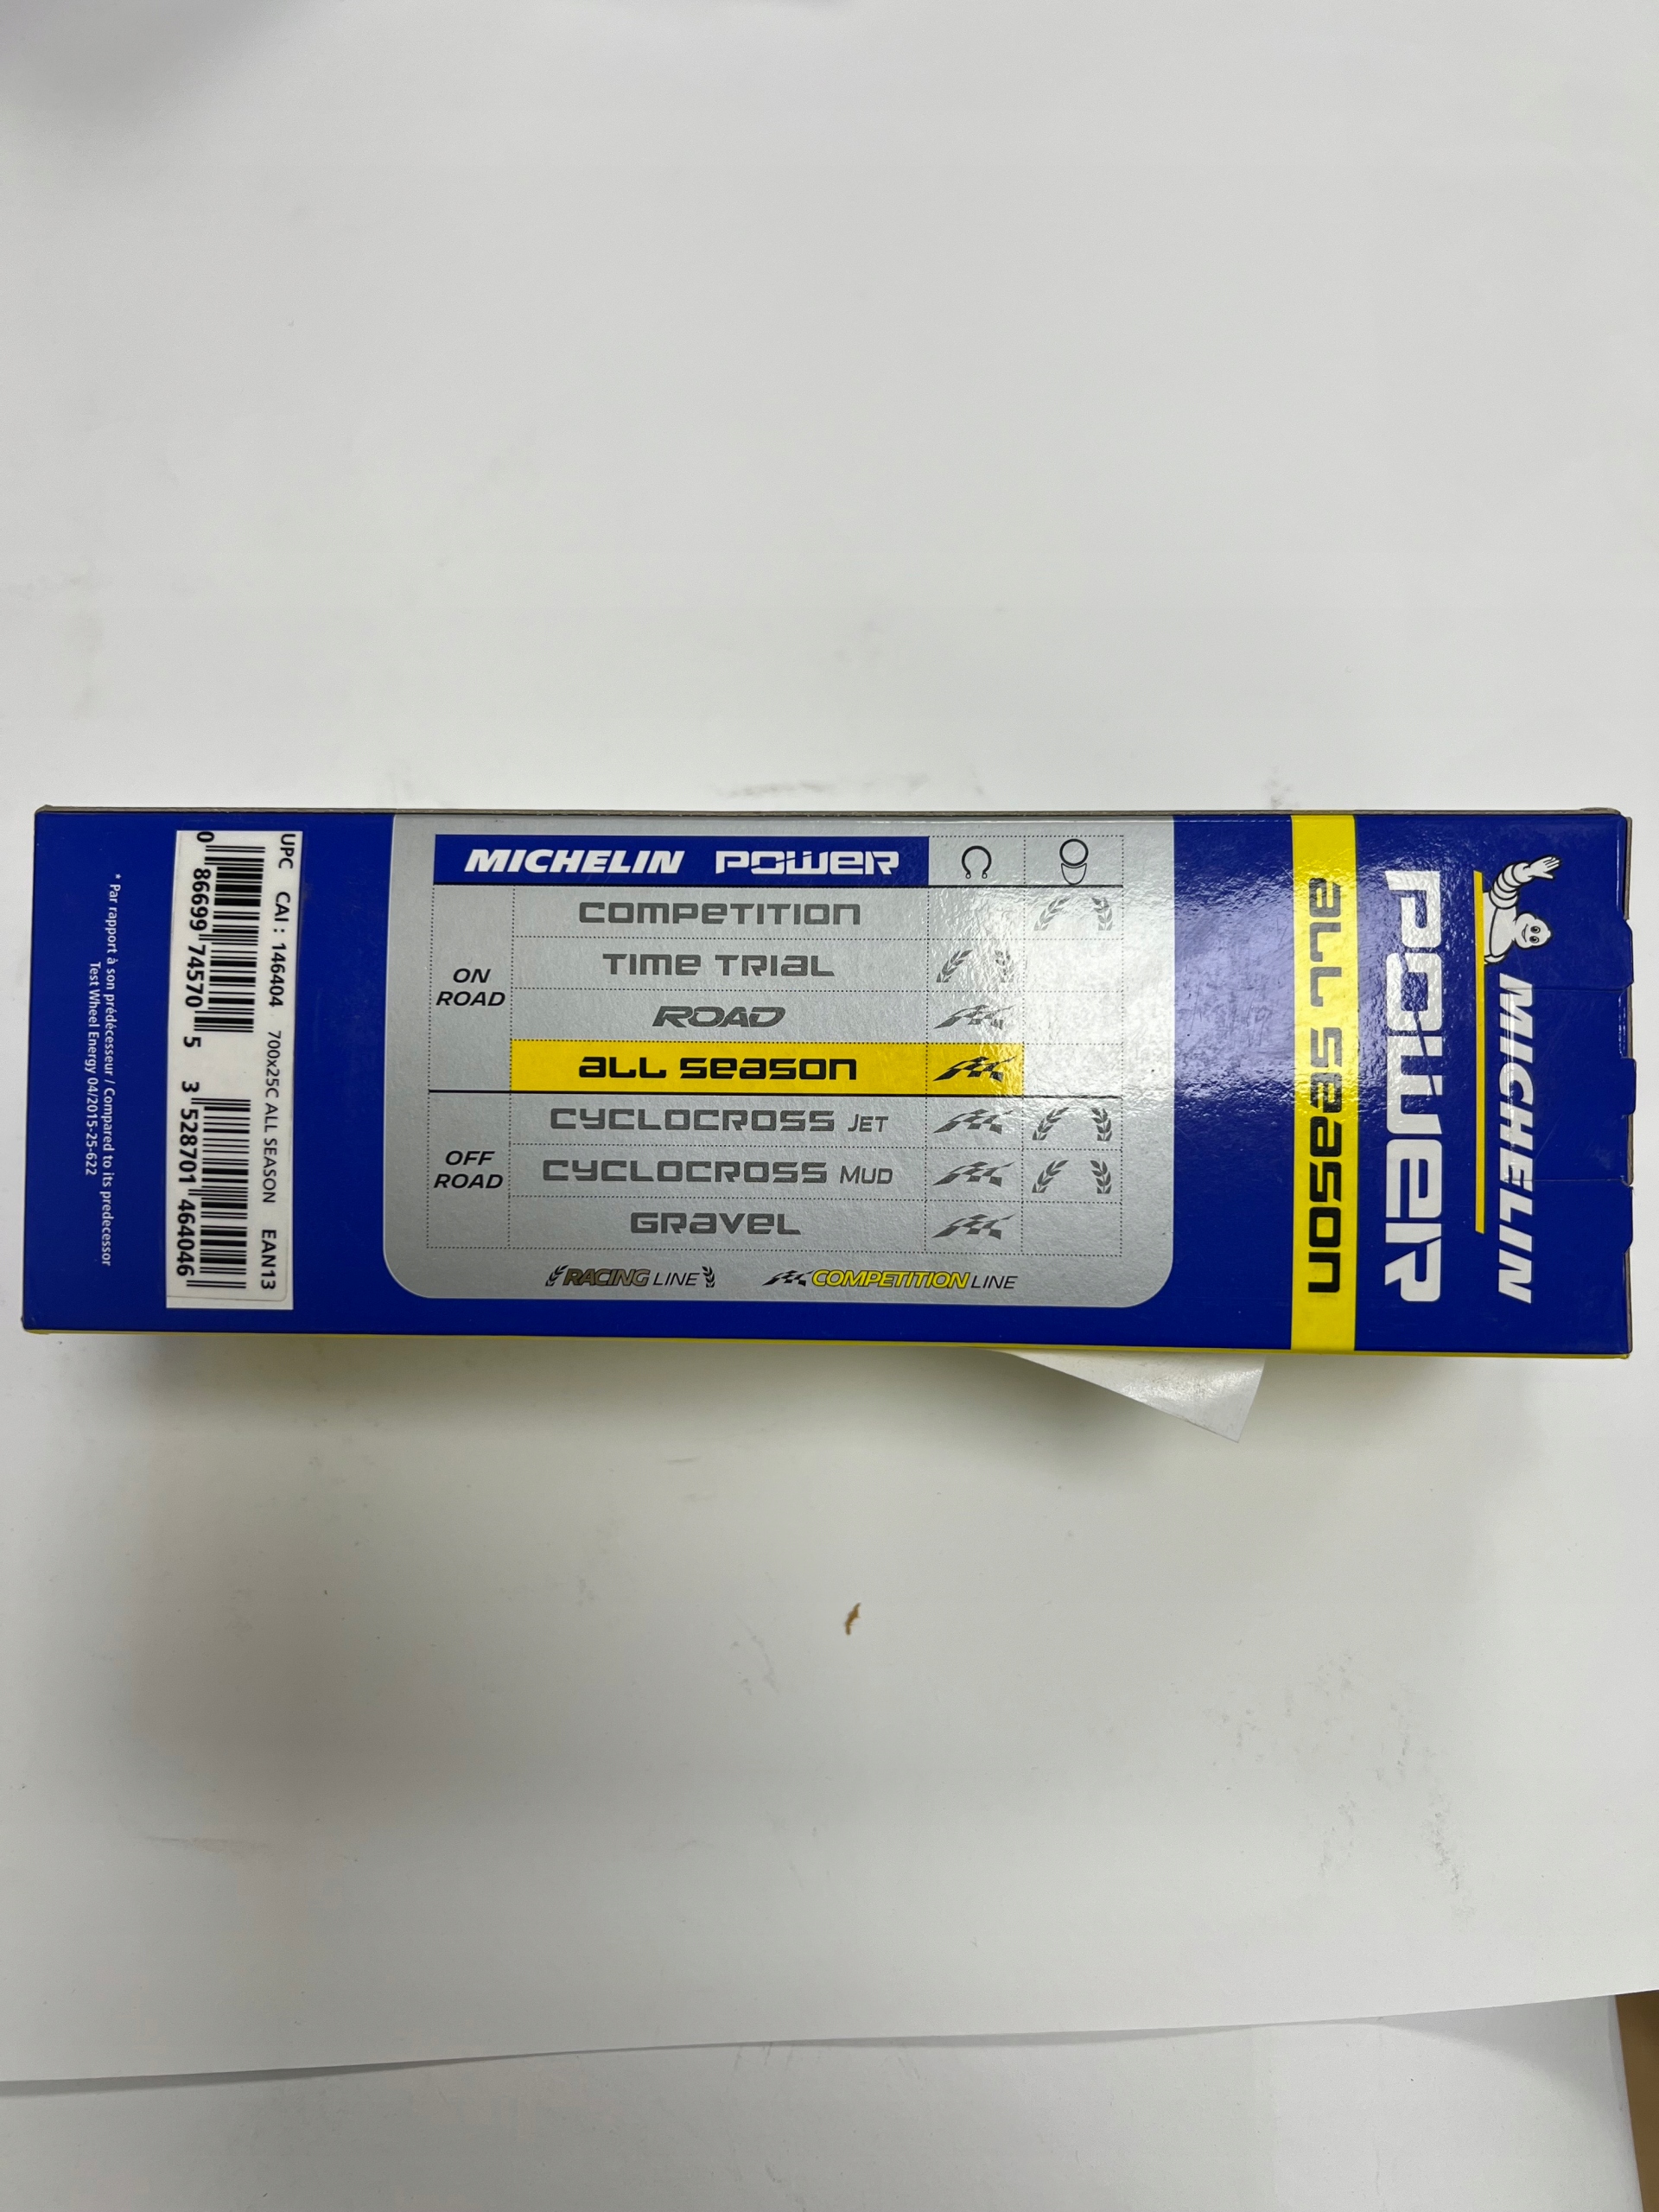 MICHELIN
POWER
ALL SEASON
MICHELIN POWER
ON ROAD
COMPETITION
TIME TRIAL
ROAD
ALL SEASON
OFF ROAD
CYCLOCROSS JET
CYCLOCROSS MUD
GRAVEL
RACING LINE
COMPETITION LINE
UPC CAI : 146404 700x25C ALL SEASON EAN13
0 86699 74570 5 3 528701 464046
* Par rapport à son prédécesseur / Compared to its predecessor
Test Wheel Energy 04/2015-25-622